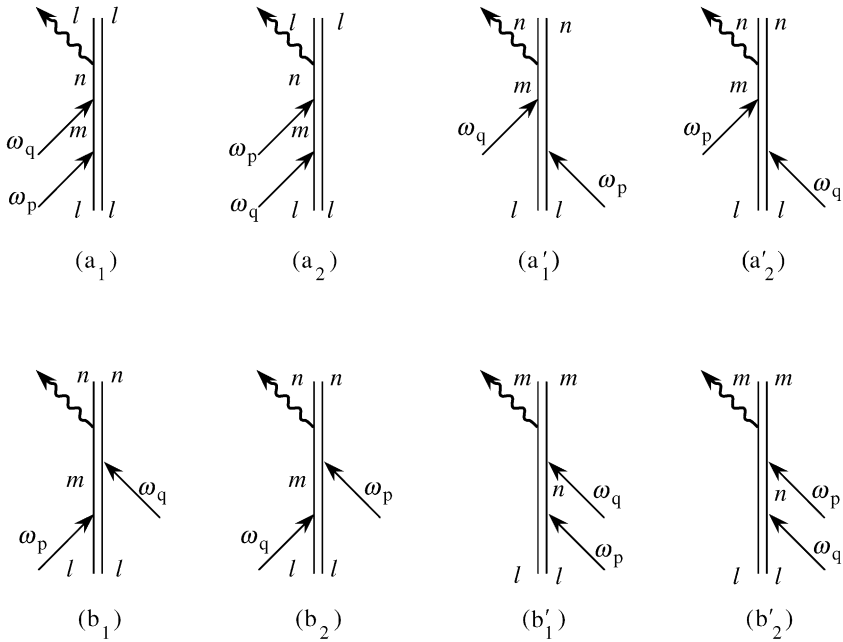 l l l l n n n n
n n m m
ω_q m ω_p m ω_q ω_p
ω_p ω_q ω_p ω_q
l l l l l l l l
(a_1) (a_2) (a′_1) (a′_2)
n n n n m m m m
m ω_q m ω_p n ω_q n ω_p
ω_p ω_q ω_p ω_q
l l l l l l l l
(b_1) (b_2) (b′_1) (b′_2)